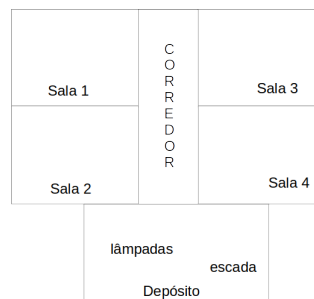 Sala 1
CORREDOR
Sala 3
Sala 2
Sala 4
lâmpadas
escada
Depósito